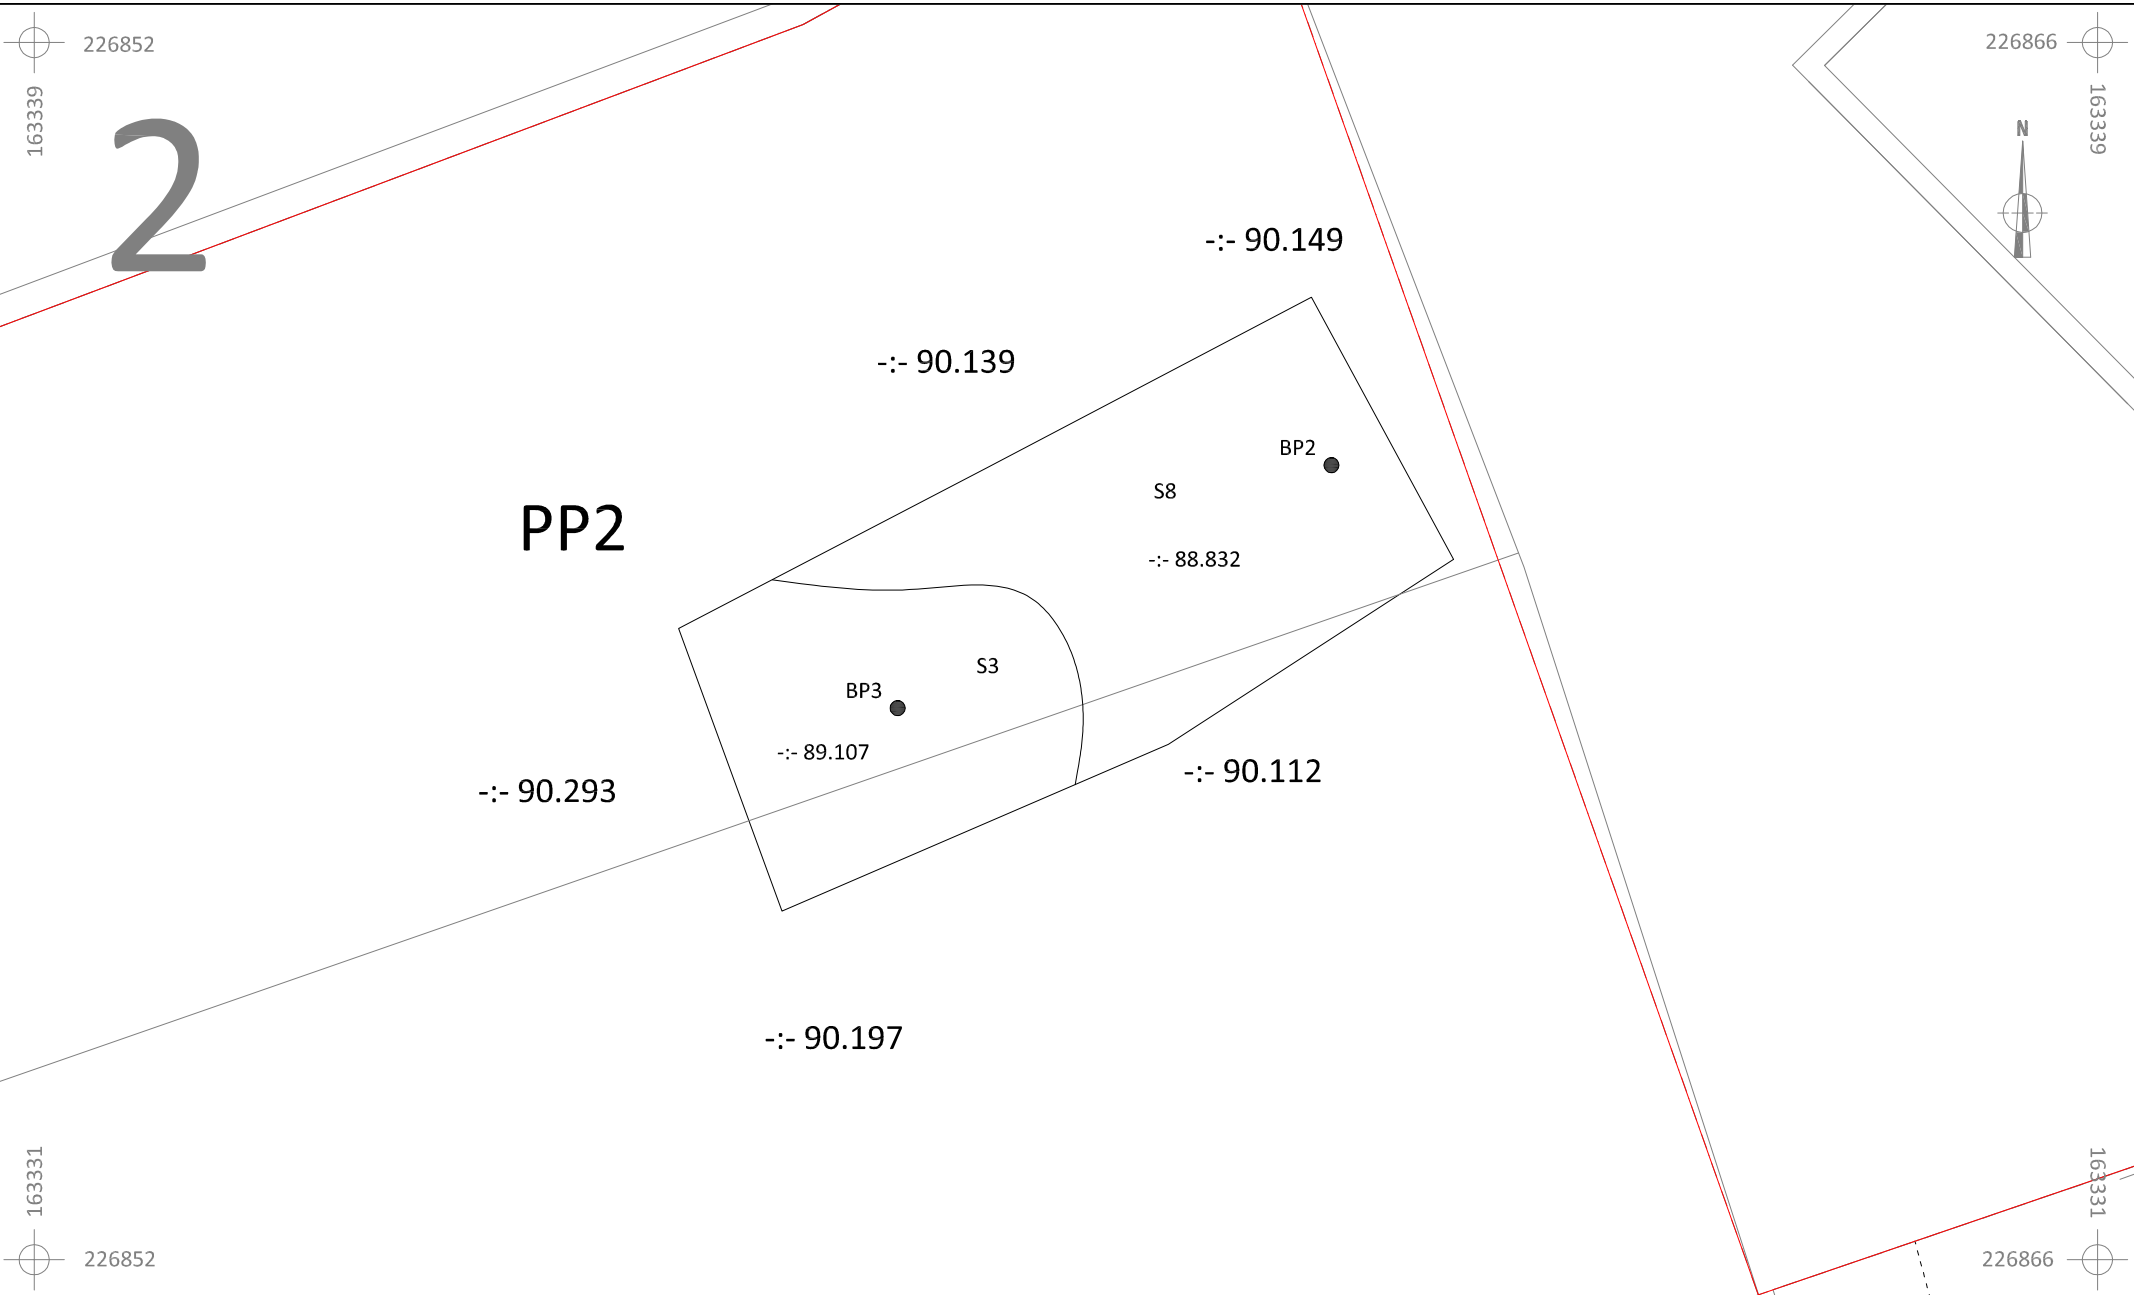 226852
226866
163339
163339
2
N
-:- 90.149
-:- 90.139
BP2
S8
PP2
-:- 88.832
S3
BP3
-:- 89.107
-:- 90.293
-:- 90.112
-:- 90.197
163331
163331
226852
226866